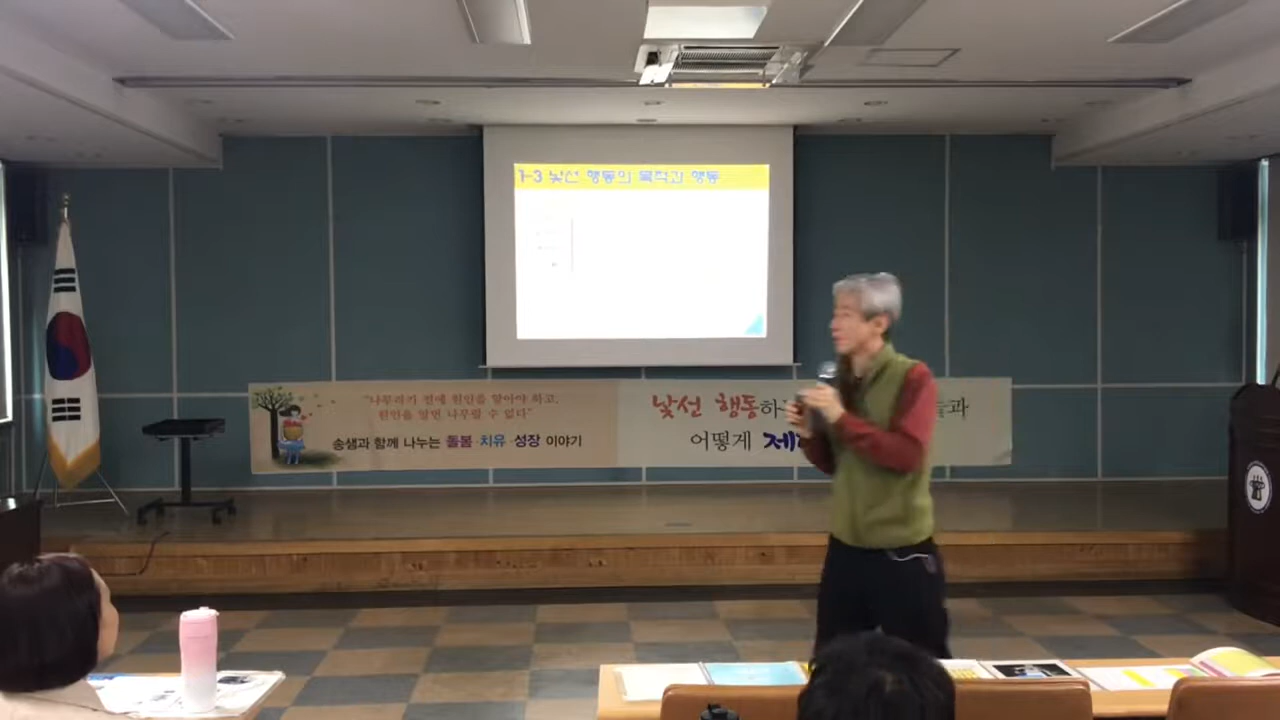 1-3 낯선 행동의 목적과 행동
"나무라기 전에 원인을 알아야 하고,
원인을 알면 나무랄 수 없다"
송샘과 함께 나누는 돌봄·치유·성장 이야기
낯선 행동하
과
어떻게